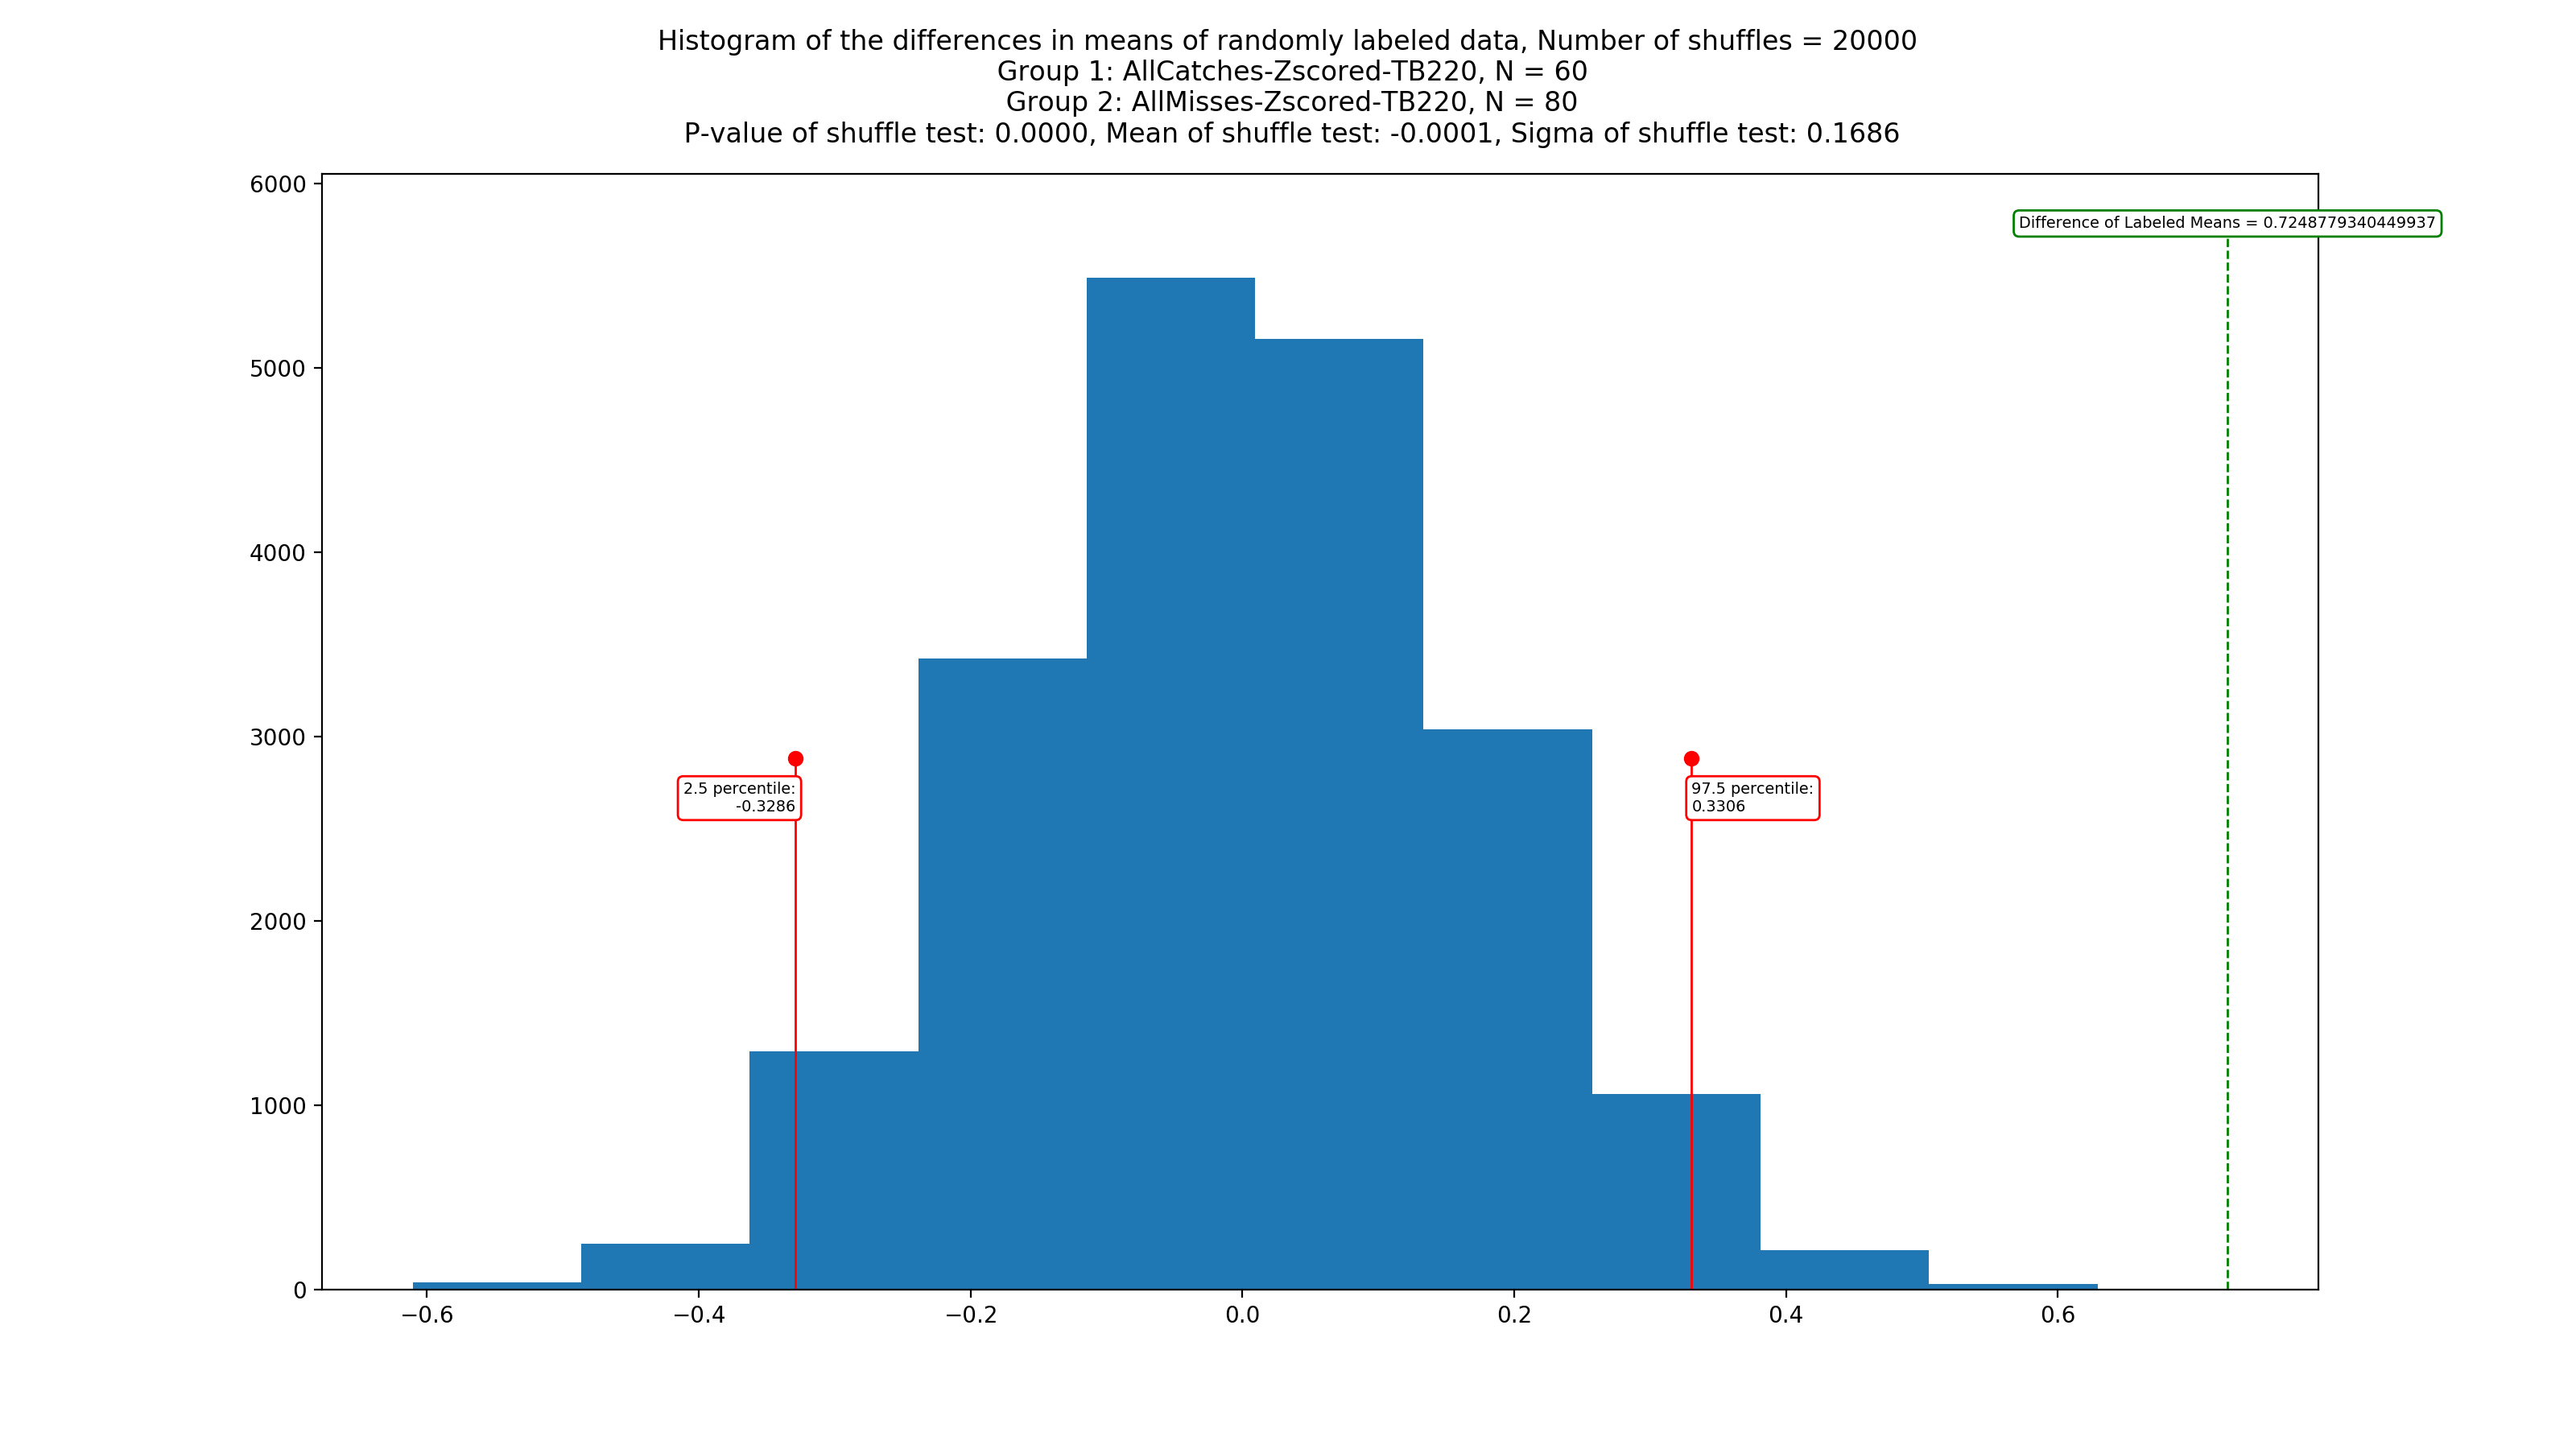 Histogram of the differences in means of randomly labeled data, Number of shuffles = 20000
Group 1: AllCatches-Zscored-TB220, N = 60
Group 2: AllMisses-Zscored-TB220, N = 80
P-value of shuffle test: 0.0000, Mean of shuffle test: -0.0001, Sigma of shuffle test: 0.1686
6000
Difference of Labeled Means = 0.7248779340449937
5000
4000
3000
2.5 percentile:
-0.3286
97.5 percentile:
0.3306
2000
1000
0
−0.6 −0.4 −0.2 0.0 0.2 0.4 0.6